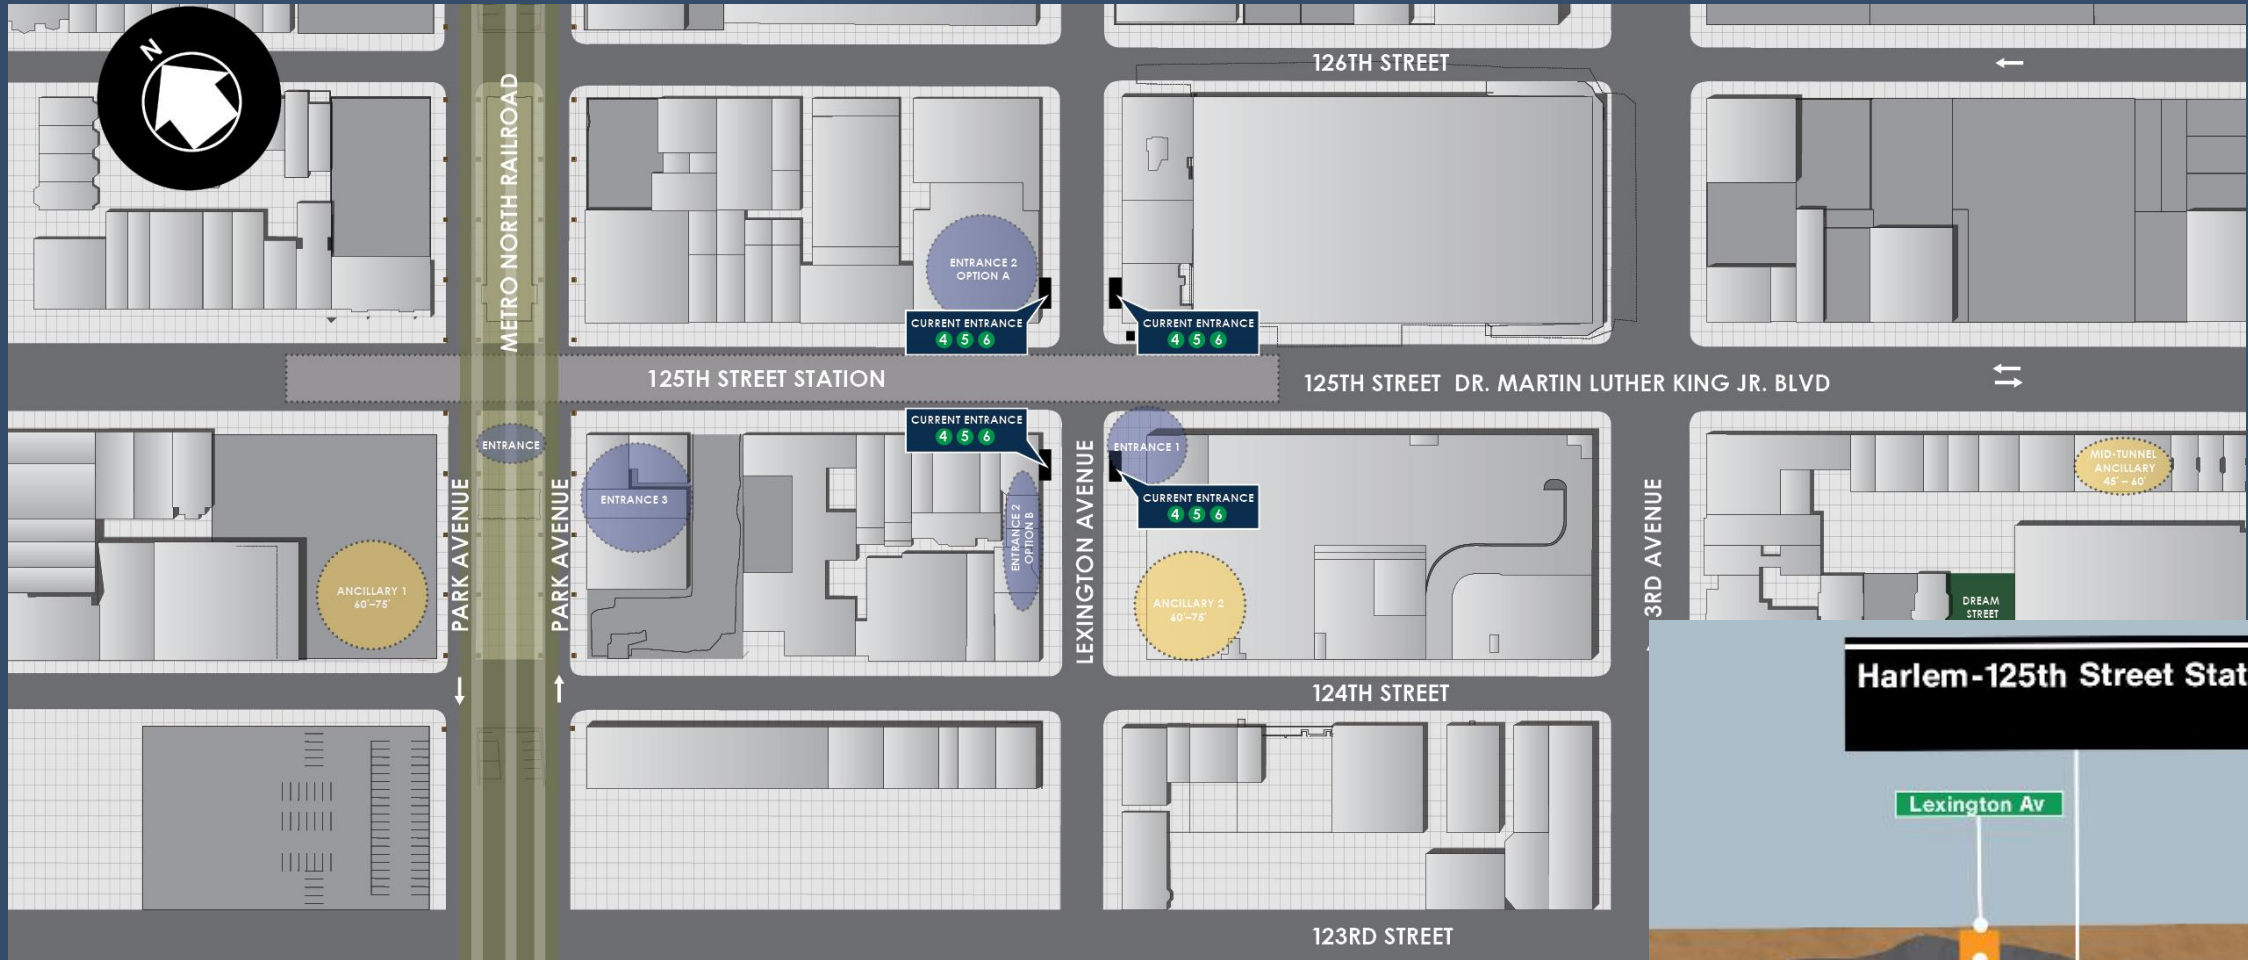 N
126TH STREET
METRO NORTH RAILROAD
ENTRANCE 2
OPTION A
CURRENT ENTRANCE
4 5 6
CURRENT ENTRANCE
4 5 6
125TH STREET STATION
125TH STREET DR. MARTIN LUTHER KING JR. BLVD
CURRENT ENTRANCE
4 5 6
ENTRANCE
ENTRANCE 1
ENTRANCE 3
CURRENT ENTRANCE
4 5 6
MID-TUNNEL
ANCILLARY
45' – 60'
PARK AVENUE
PARK AVENUE
ENTRANCE 2
OPTION B
LEXINGTON AVENUE
3RD AVENUE
ANCILLARY 1
60'–75'
ANCILLARY 2
60'–75'
DREAM
STREET
124TH STREET
Harlem-125th Street Stat
Lexington Av
123RD STREET